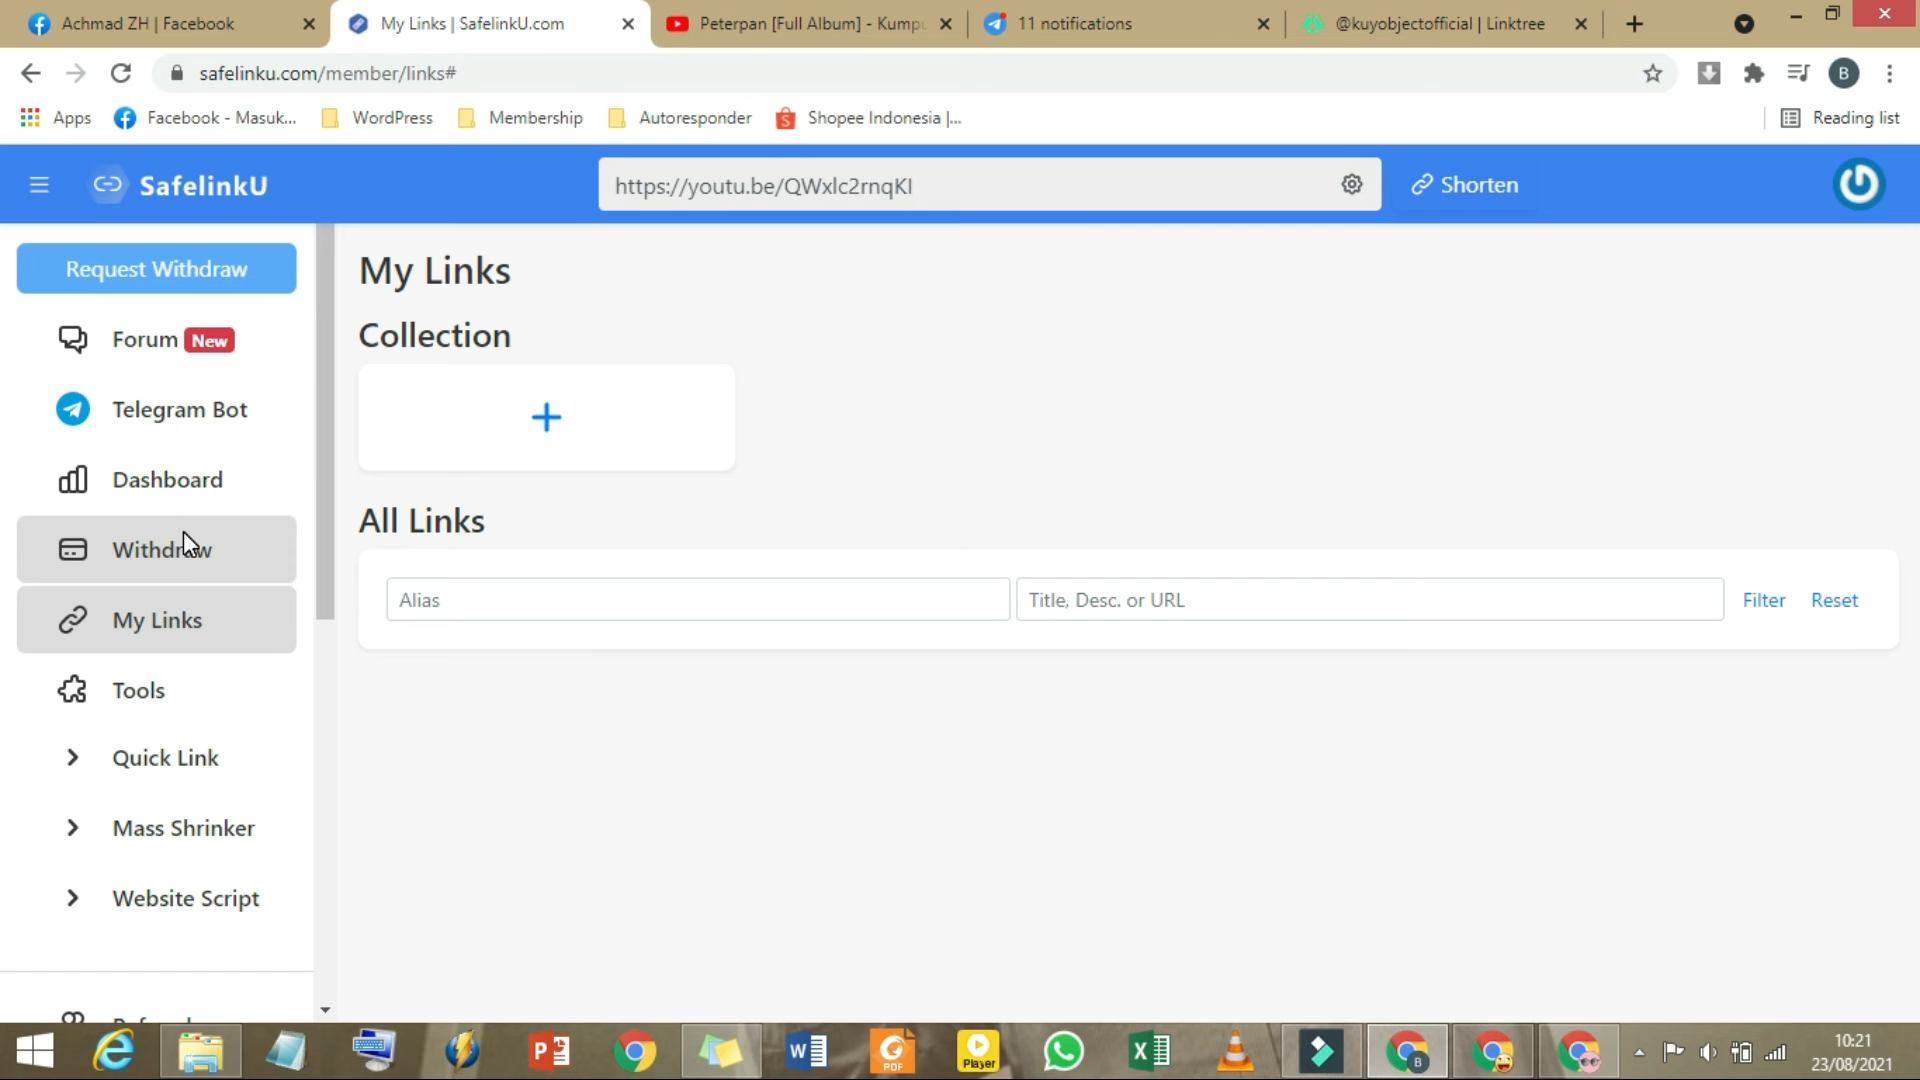 Achmad ZH | Facebook
My Links | SafelinkU.com
Peterpan [Full Album] - Kumpu
11 notifications
@kuyobjectofficial | Linktree
safelinku.com/member/links#
B
Apps
Facebook - Masuk...
WordPress
Membership
Autoresponder
Shopee Indonesia |...
Reading list
SafelinkU
https://youtu.be/QWxlc2rnqKI
Shorten
Request Withdraw
Forum New
Telegram Bot
Dashboard
Withdraw
My Links
Tools
Quick Link
Mass Shrinker
Website Script
My Links
Collection
+
All Links
Alias
Title, Desc. or URL
Filter
Reset
PDF
Player
B
10:21
23/08/2021